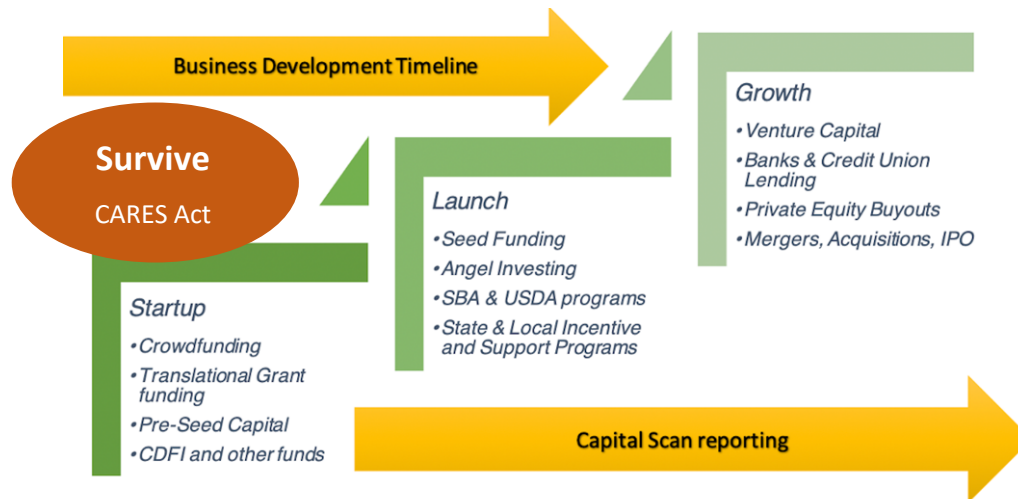 Business Development Timeline
Survive
CARES Act
Startup
•Crowdfunding
•Translational Grant
funding
•Pre-Seed Capital
•CDFI and other funds
Launch
•Seed Funding
•Angel Investing
•SBA & USDA programs
•State & Local Incentive
and Support Programs
Growth
•Venture Capital
•Banks & Credit Union
Lending
•Private Equity Buyouts
•Mergers, Acquisitions, IPO
Capital Scan reporting